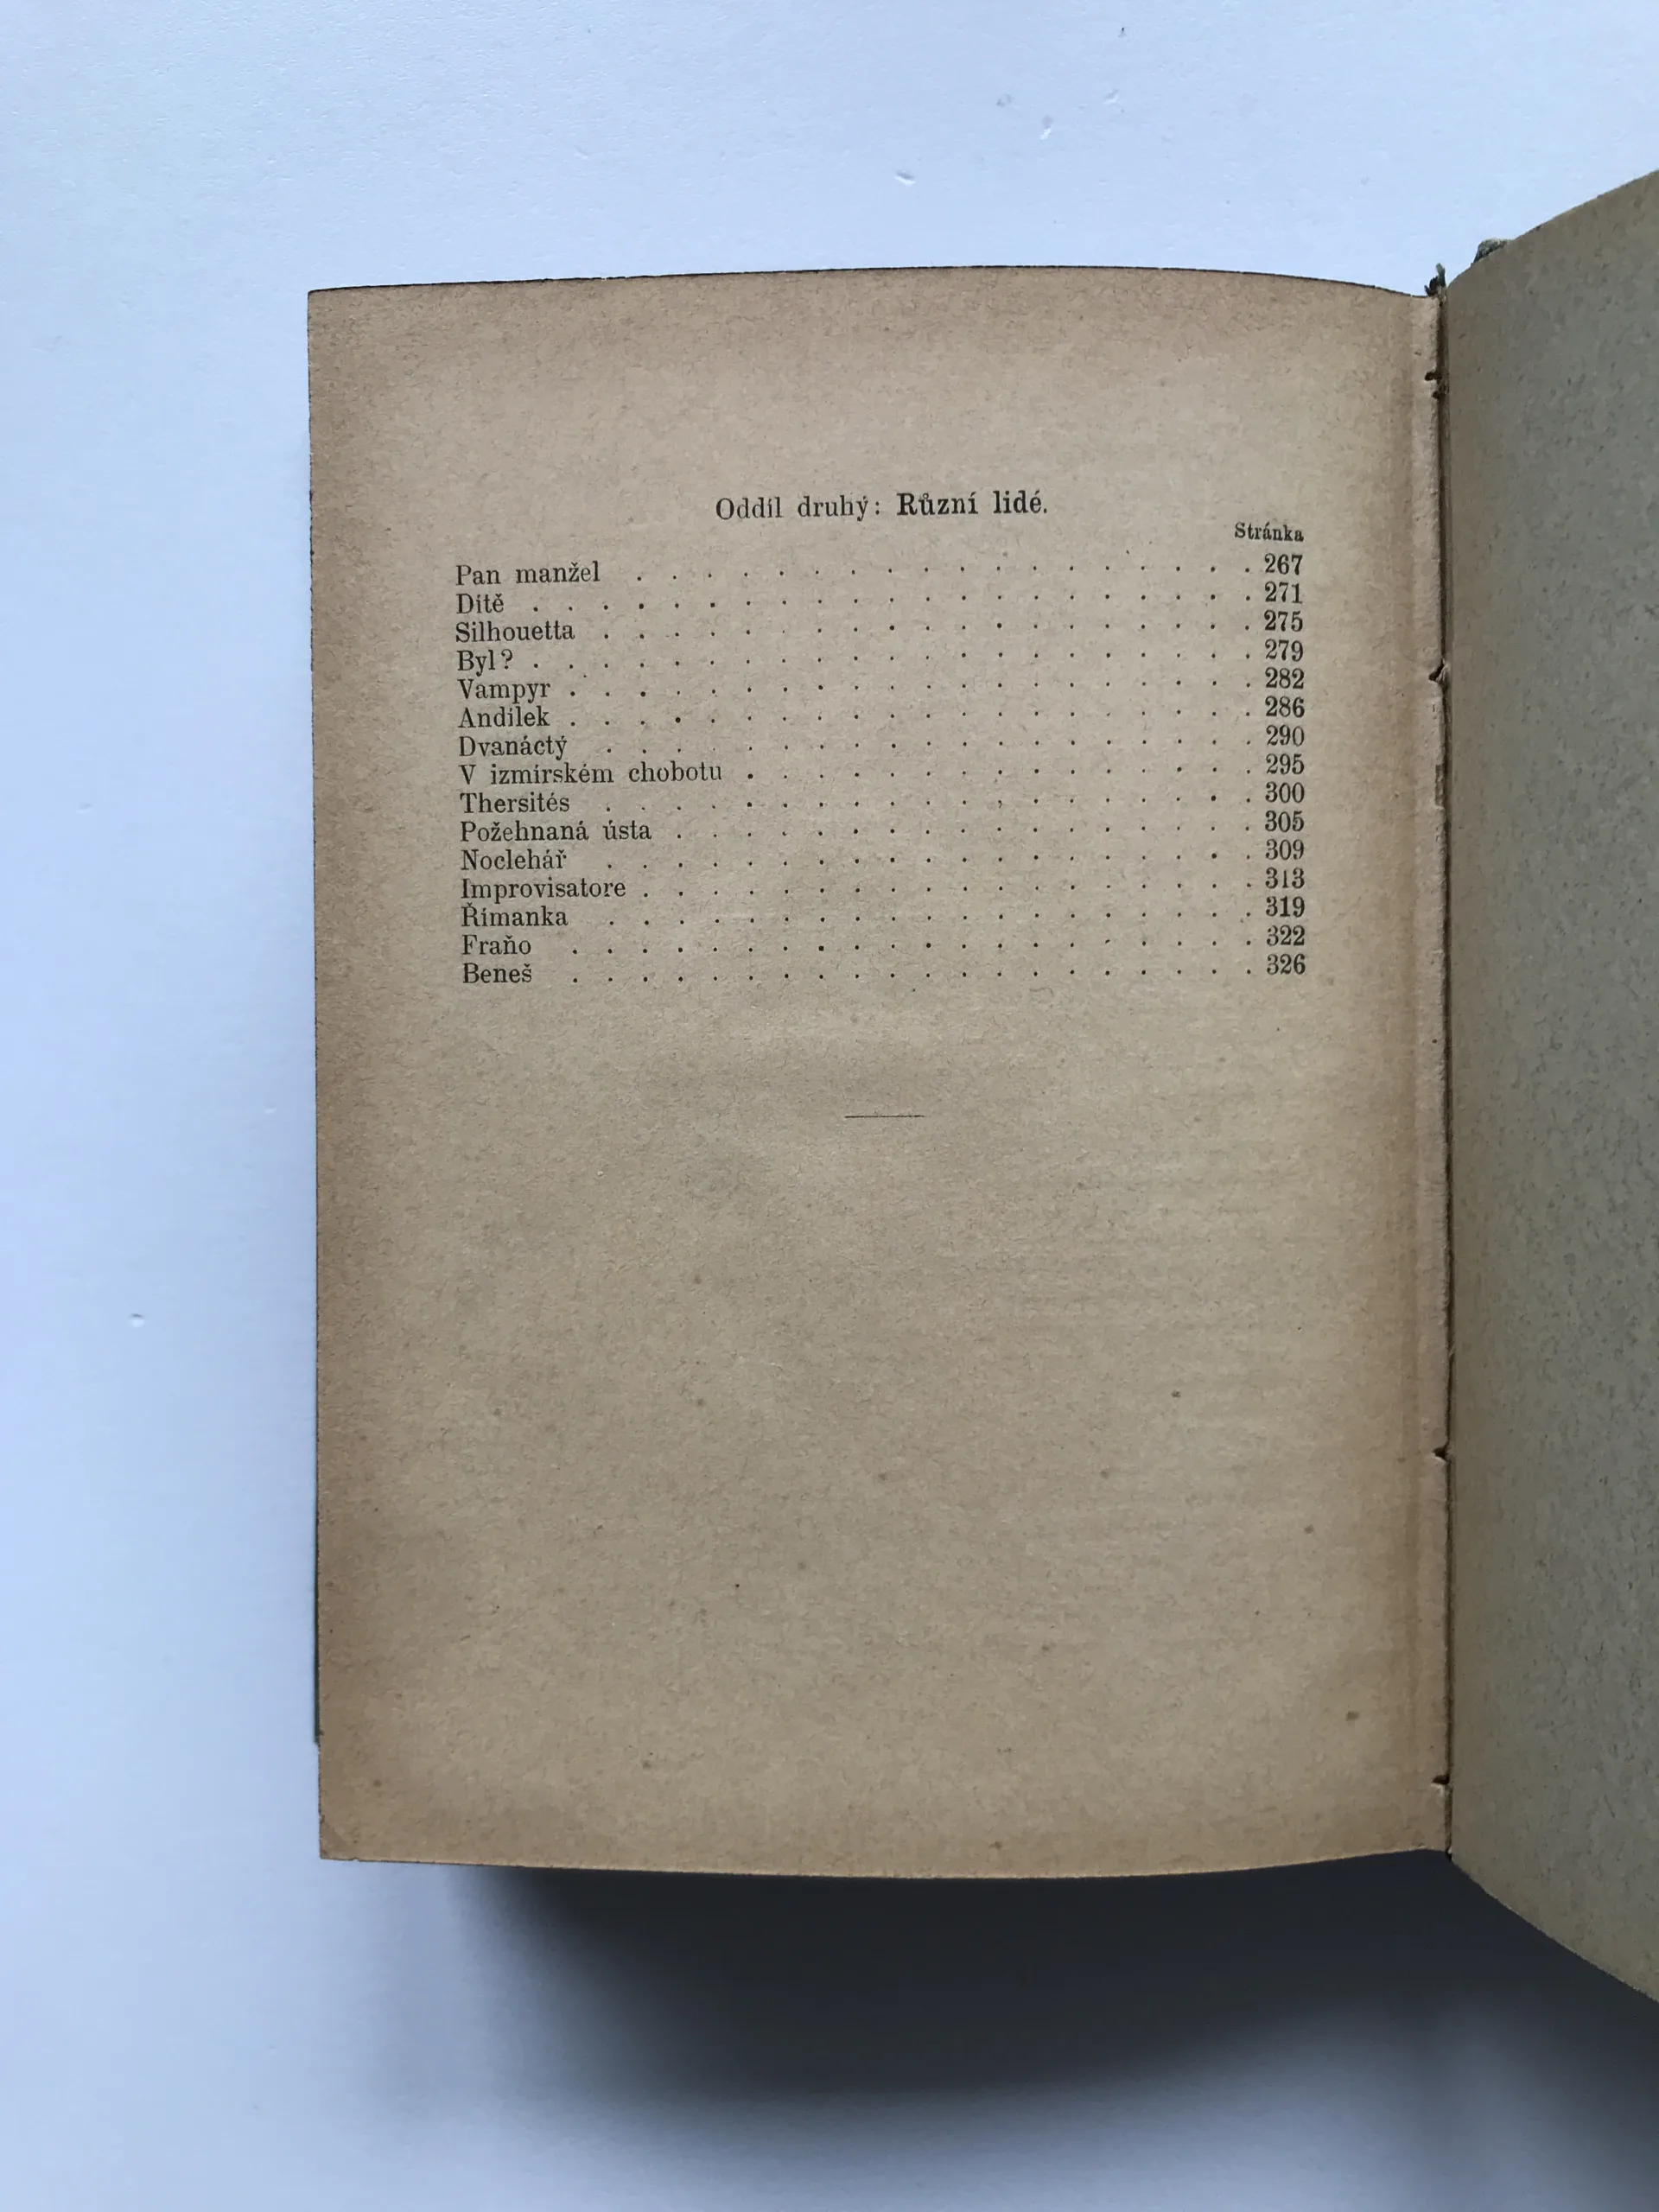 Oddíl druhý: Různí lidé.
Stránka
Pan manžel . . . . . . . . . . . . . . . . . . 267
Dítě . . . . . . . . . . . . . . . . . . . . . 271
Silhouetta . . . . . . . . . . . . . . . . . . . 275
Byl? . . . . . . . . . . . . . . . . . . . . . 279
Vampyr . . . . . . . . . . . . . . . . . . . . 282
Andílek . . . . . . . . . . . . . . . . . . . . 286
Dvanáctý . . . . . . . . . . . . . . . . . . . 290
V izmírském chobotu . . . . . . . . . . . . . . . 295
Thersités . . . . . . . . . . . . . . . . . . . 300
Požehnaná ústa . . . . . . . . . . . . . . . . . 305
Noclehář . . . . . . . . . . . . . . . . . . . 309
Improvisatore . . . . . . . . . . . . . . . . . . 313
Římanka . . . . . . . . . . . . . . . . . . . 319
Fraňo . . . . . . . . . . . . . . . . . . . . 322
Beneš . . . . . . . . . . . . . . . . . . . . 326